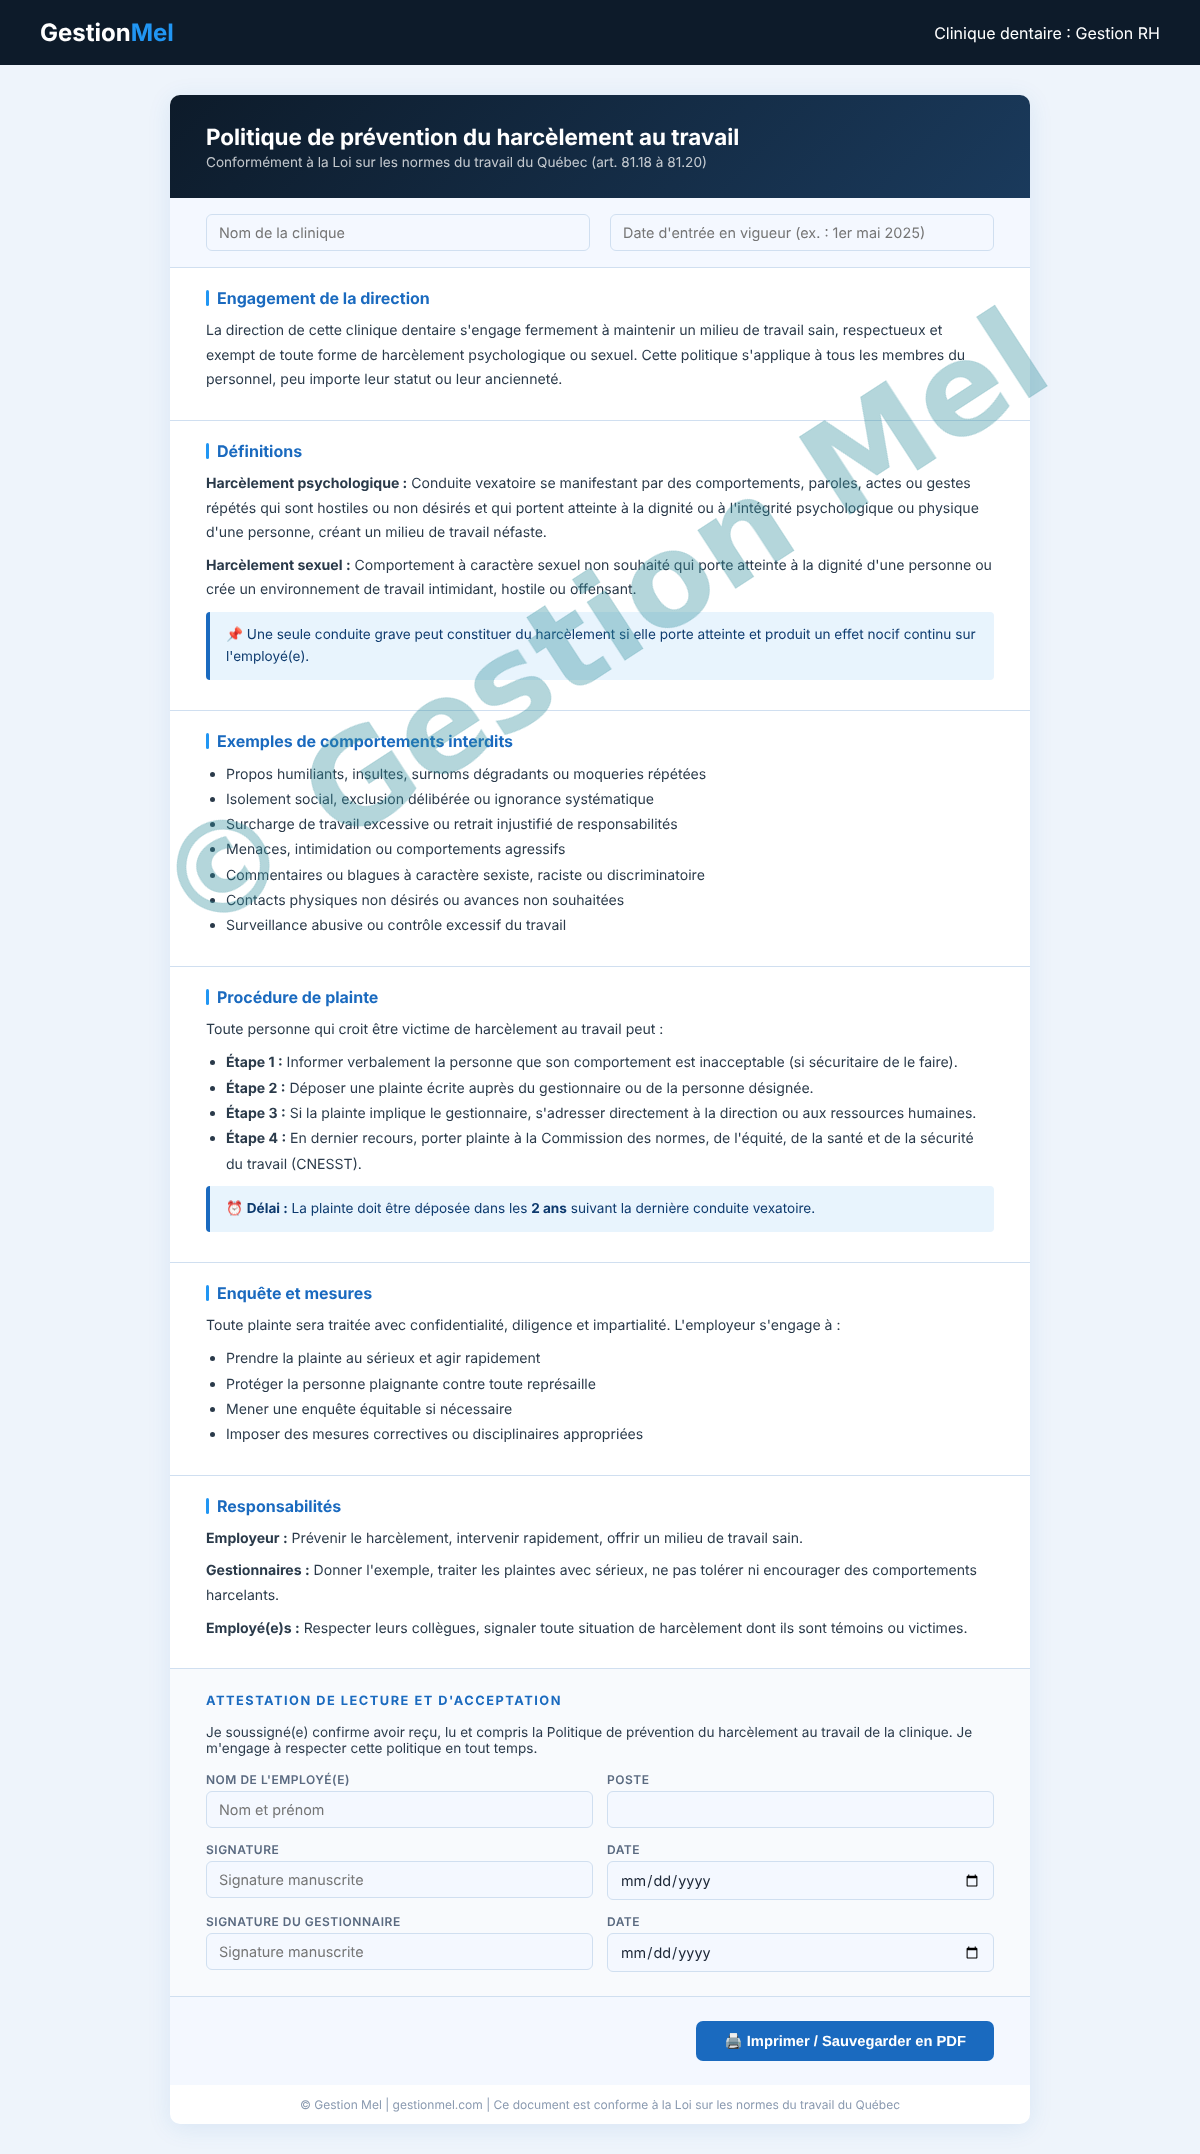 GestionMel
Clinique dentaire : Gestion RH
Politique de prévention du harcèlement au travail
Conformément à la Loi sur les normes du travail du Québec (art. 81.18 à 81.20)
Nom de la clinique
Date d'entrée en vigueur (ex. : 1er mai 2025)
Engagement de la direction
La direction de cette clinique dentaire s'engage fermement à maintenir un milieu de travail sain, respectueux et
exempt de toute forme de harcèlement psychologique ou sexuel. Cette politique s'applique à tous les membres du
personnel, peu importe leur statut ou leur ancienneté.
Définitions
Harcèlement psychologique : Conduite vexatoire se manifestant par des comportements, paroles, actes ou gestes
répétés qui sont hostiles ou non désirés et qui portent atteinte à la dignité ou à l'intégrité psychologique ou physique
d'une personne, créant un milieu de travail néfaste.
Harcèlement sexuel : Comportement à caractère sexuel non souhaité qui porte atteinte à la dignité d'une personne ou
crée un environnement de travail intimidant, hostile ou offensant.
📌 Une seule conduite grave peut constituer du harcèlement si elle porte atteinte et produit un effet nocif continu sur
l'employé(e).
© Gestion Mel
Exemples de comportements interdits
• Propos humiliants, insultes, surnoms dégradants ou moqueries répétées
• Isolement social, exclusion délibérée ou ignorance systématique
• Surcharge de travail excessive ou retrait injustifié de responsabilités
• Menaces, intimidation ou comportements agressifs
• Commentaires ou blagues à caractère sexiste, raciste ou discriminatoire
• Contacts physiques non désirés ou avances non souhaitées
• Surveillance abusive ou contrôle excessif du travail
Procédure de plainte
Toute personne qui croit être victime de harcèlement au travail peut :
• Étape 1 : Informer verbalement la personne que son comportement est inacceptable (si sécuritaire de le faire).
• Étape 2 : Déposer une plainte écrite auprès du gestionnaire ou de la personne désignée.
• Étape 3 : Si la plainte implique le gestionnaire, s'adresser directement à la direction ou aux ressources humaines.
• Étape 4 : En dernier recours, porter plainte à la Commission des normes, de l'équité, de la santé et de la sécurité
du travail (CNESST).
⏰ Délai : La plainte doit être déposée dans les 2 ans suivant la dernière conduite vexatoire.
Enquête et mesures
Toute plainte sera traitée avec confidentialité, diligence et impartialité. L'employeur s'engage à :
• Prendre la plainte au sérieux et agir rapidement
• Protéger la personne plaignante contre toute représaille
• Mener une enquête équitable si nécessaire
• Imposer des mesures correctives ou disciplinaires appropriées
Responsabilités
Employeur : Prévenir le harcèlement, intervenir rapidement, offrir un milieu de travail sain.
Gestionnaires : Donner l'exemple, traiter les plaintes avec sérieux, ne pas tolérer ni encourager des comportements
harcelants.
Employé(e)s : Respecter leurs collègues, signaler toute situation de harcèlement dont ils sont témoins ou victimes.
ATTESTATION DE LECTURE ET D'ACCEPTATION
Je soussigné(e) confirme avoir reçu, lu et compris la Politique de prévention du harcèlement au travail de la clinique. Je
m'engage à respecter cette politique en tout temps.
NOM DE L'EMPLOYÉ(E)
Nom et prénom
POSTE
SIGNATURE
Signature manuscrite
DATE
mm/dd/yyyy
SIGNATURE DU GESTIONNAIRE
Signature manuscrite
DATE
mm/dd/yyyy
🖨️ Imprimer / Sauvegarder en PDF
© Gestion Mel | gestionmel.com | Ce document est conforme à la Loi sur les normes du travail du Québec